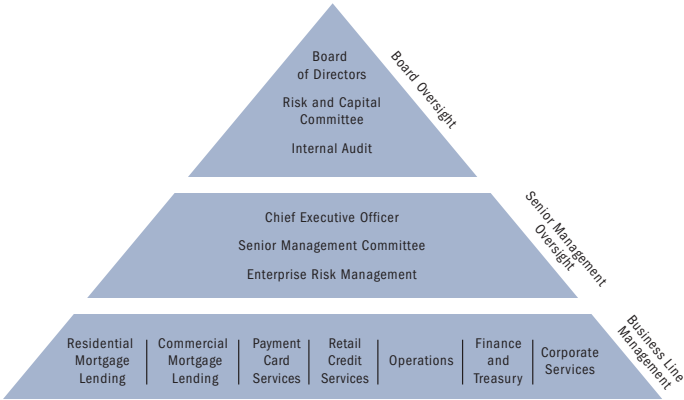 Board
of Directors
Risk and Capital
Committee
Internal Audit
Board Oversight
Chief Executive Officer
Senior Management Committee
Enterprise Risk Management
Senior Management
Oversight
Residential
Mortgage
Lending
Commercial
Mortgage
Lending
Payment
Card
Services
Retail
Credit
Services
Operations
Finance
and
Treasury
Corporate
Services
Business Line
Management